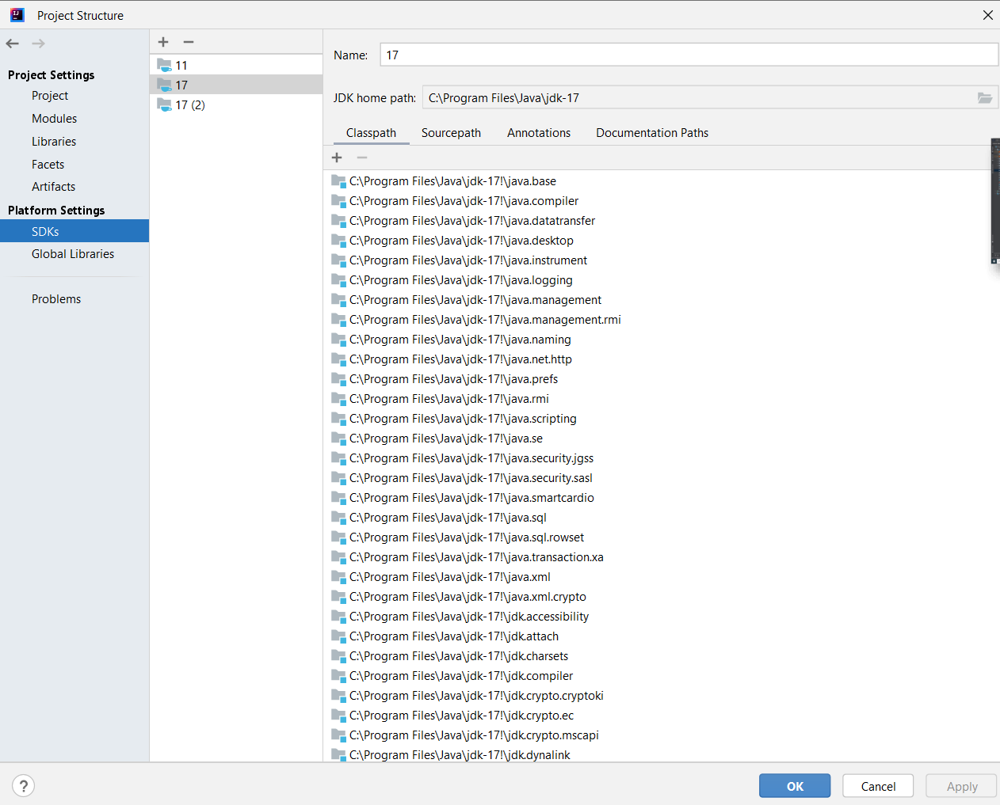 Project Structure
Project Settings
Project
Modules
Libraries
Facets
Artifacts
Platform Settings
SDKs
Global Libraries
Problems
11
17
17 (2)
Name: 17
JDK home path: C:\Program Files\Java\jdk-17
Classpath Sourcepath Annotations Documentation Paths
C:\Program Files\Java\jdk-17!\java.base
C:\Program Files\Java\jdk-17!\java.compiler
C:\Program Files\Java\jdk-17!\java.datatransfer
C:\Program Files\Java\jdk-17!\java.desktop
C:\Program Files\Java\jdk-17!\java.instrument
C:\Program Files\Java\jdk-17!\java.logging
C:\Program Files\Java\jdk-17!\java.management
C:\Program Files\Java\jdk-17!\java.management.rmi
C:\Program Files\Java\jdk-17!\java.naming
C:\Program Files\Java\jdk-17!\java.net.http
C:\Program Files\Java\jdk-17!\java.prefs
C:\Program Files\Java\jdk-17!\java.rmi
C:\Program Files\Java\jdk-17!\java.scripting
C:\Program Files\Java\jdk-17!\java.se
C:\Program Files\Java\jdk-17!\java.security.jgss
C:\Program Files\Java\jdk-17!\java.security.sasl
C:\Program Files\Java\jdk-17!\java.smartcardio
C:\Program Files\Java\jdk-17!\java.sql
C:\Program Files\Java\jdk-17!\java.sql.rowset
C:\Program Files\Java\jdk-17!\java.transaction.xa
C:\Program Files\Java\jdk-17!\java.xml
C:\Program Files\Java\jdk-17!\java.xml.crypto
C:\Program Files\Java\jdk-17!\jdk.accessibility
C:\Program Files\Java\jdk-17!\jdk.attach
C:\Program Files\Java\jdk-17!\jdk.charsets
C:\Program Files\Java\jdk-17!\jdk.compiler
C:\Program Files\Java\jdk-17!\jdk.crypto.cryptoki
C:\Program Files\Java\jdk-17!\jdk.crypto.ec
C:\Program Files\Java\jdk-17!\jdk.crypto.mscapi
C:\Program Files\Java\jdk-17!\jdk.dynalink
? OK Cancel Apply